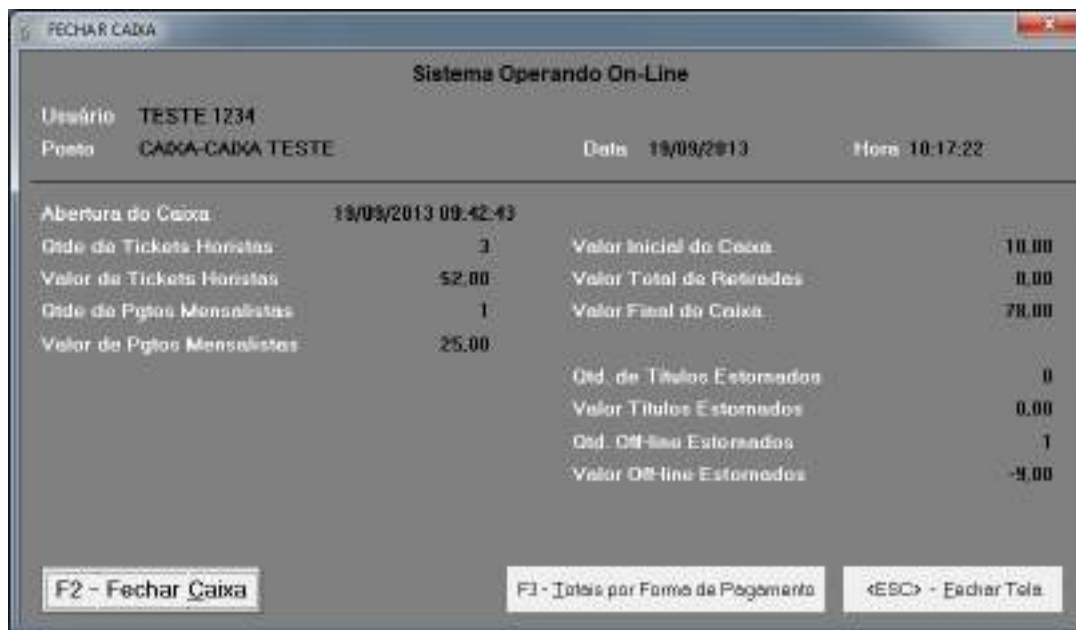 FECHAR CAIXA
Sistema Operando On-Line
Usuário TESTE 1234
Posto CAIXA-CAIXA TESTE Data 19/09/2013 Hora 10:17:22
Abertura do Caixa 19/09/2013 09:42:43
Qtde de Tickets Horistas 3 Valor Inicial do Caixa 10,00
Valor de Tickets Horistas 52,00 Valor Total de Retiradas 0,00
Qtde de Pgtos Mensalistas 1 Valor Final do Caixa 78,00
Valor de Pgtos Mensalistas 25,00
Qtd. de Títulos Estornados 0
Valor Títulos Estornados 0,00
Qtd. Off-line Estornados 1
Valor Off-line Estornados -9,00
F2 - Fechar Caixa F3 - Totais por Forma de Pagamento <ESC> - Fechar Tela